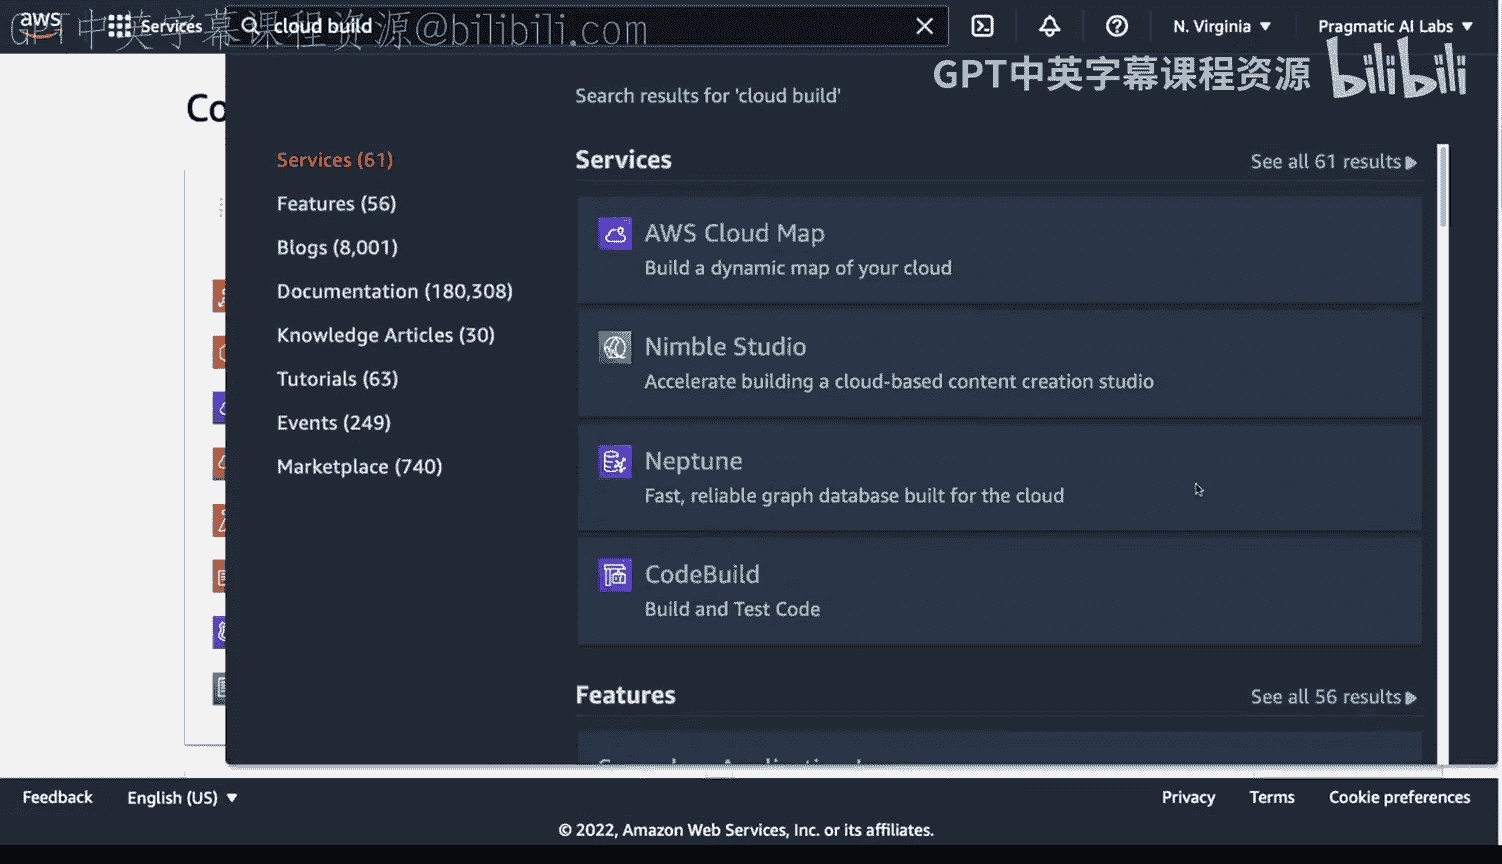 aws
Services
cloud build
N. Virginia
Pragmatic AI Labs
GPT中英字幕课程资源@bilibili.com
GPT中英字幕课程资源 bilibili
Co
Search results for 'cloud build'
Services (61)
Features (56)
Blogs (8,001)
Documentation (180,308)
Knowledge Articles (30)
Tutorials (63)
Events (249)
Marketplace (740)
Services
See all 61 results
AWS Cloud Map
Build a dynamic map of your cloud
Nimble Studio
Accelerate building a cloud-based content creation studio
Neptune
Fast, reliable graph database built for the cloud
CodeBuild
Build and Test Code
Features
See all 56 results
Feedback
English (US)
Privacy
Terms
Cookie preferences
© 2022, Amazon Web Services, Inc. or its affiliates.